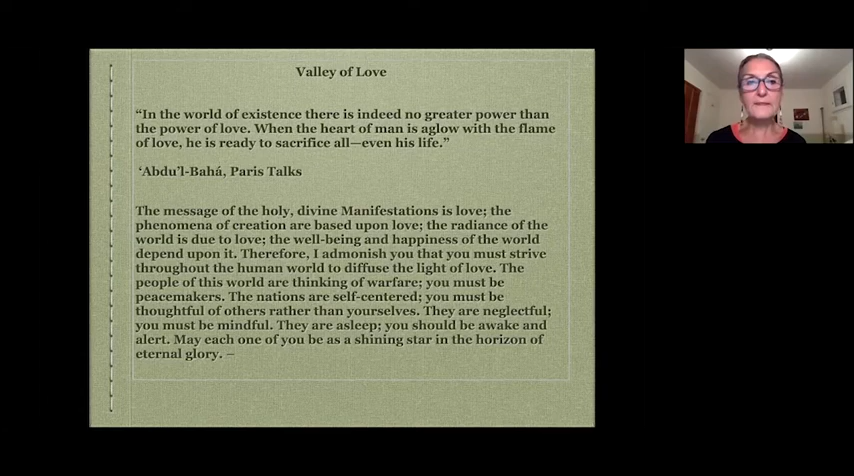 Valley of Love
“In the world of existence there is indeed no greater power than
the power of love. When the heart of man is aglow with the flame
of love, he is ready to sacrifice all—even his life.”
‘Abdu’l-Bahá, Paris Talks
The message of the holy, divine Manifestations is love; the
phenomena of creation are based upon love; the radiance of the
world is due to love; the well-being and happiness of the world
depend upon it. Therefore, I admonish you that you must strive
throughout the human world to diffuse the light of love. The
people of this world are thinking of warfare; you must be
peacemakers. The nations are self-centered; you must be
thoughtful of others rather than yourselves. They are neglectful;
you must be mindful. They are asleep; you should be awake and
alert. May each one of you be as a shining star in the horizon of
eternal glory. –